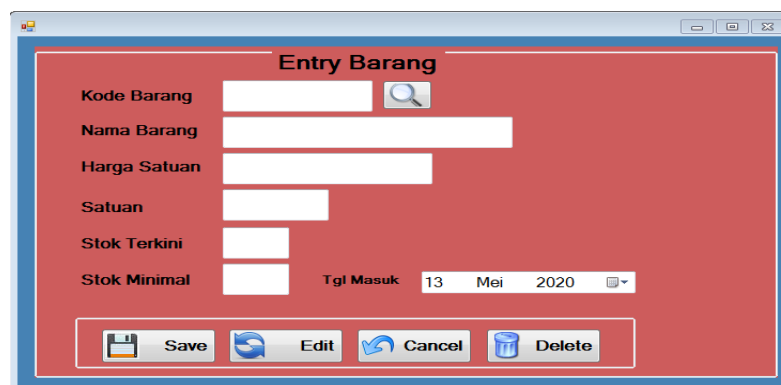 Entry Barang
Kode Barang
Nama Barang
Harga Satuan
Satuan
Stok Terkini
Stok Minimal Tgl Masuk 13 Mei 2020
Save Edit Cancel Delete